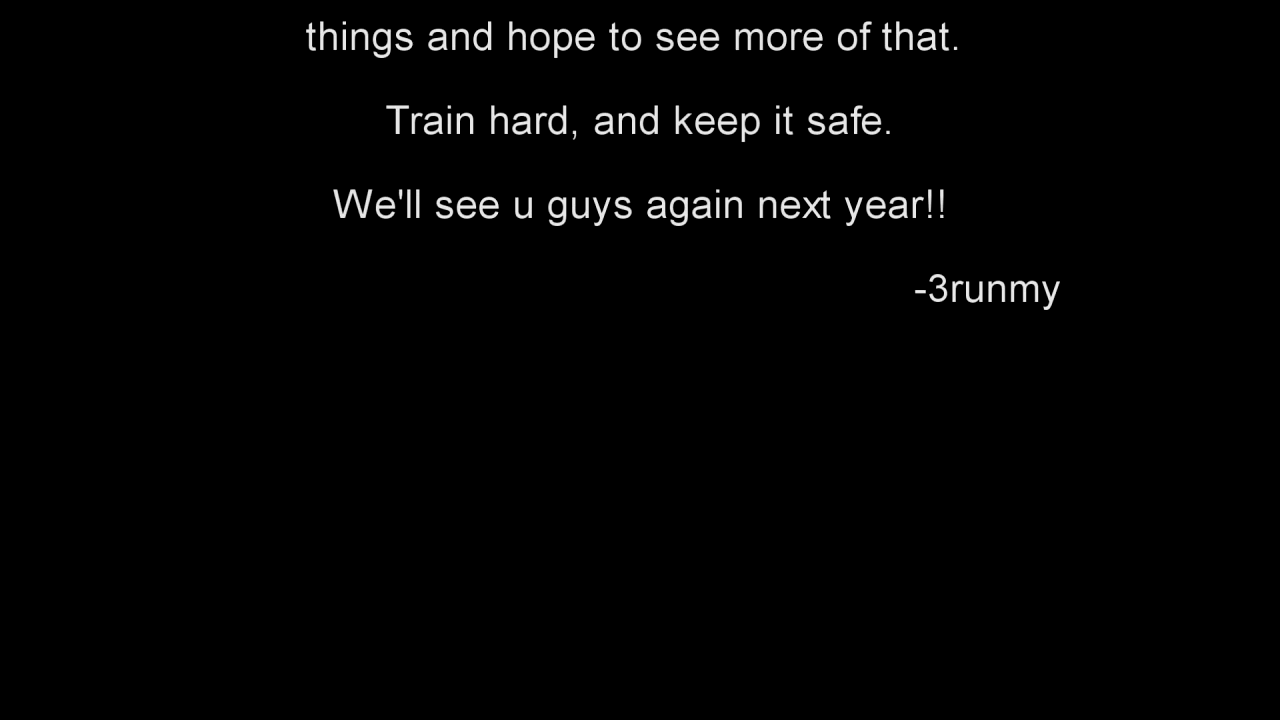 things and hope to see more of that.
Train hard, and keep it safe.
We'll see u guys again next year!!
-3runmy